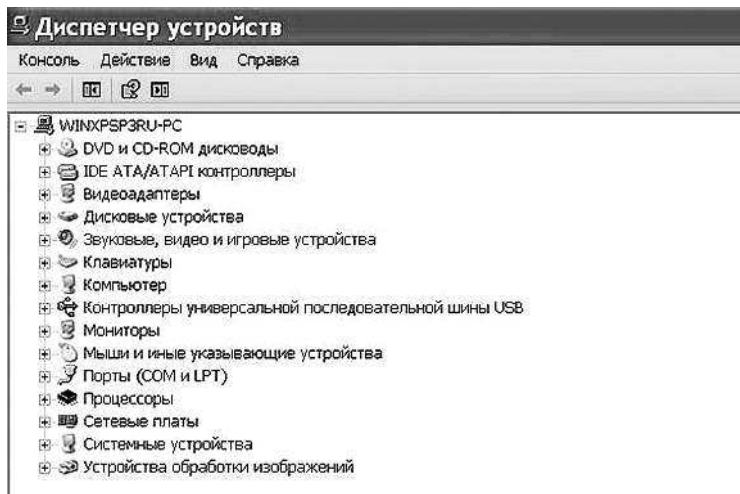 Диспетчер устройств
Консоль Действие Вид Справка
WINXPSP3RU-PC
DVD и CD-ROM дисководы
IDE ATA/ATAPI контроллеры
Видеоадаптеры
Дисковые устройства
Звуковые, видео и игровые устройства
Клавиатуры
Компьютер
Контроллеры универсальной последовательной шины USB
Мониторы
Мыши и иные указывающие устройства
Порты (COM и LPT)
Процессоры
Сетевые платы
Системные устройства
Устройства обработки изображений